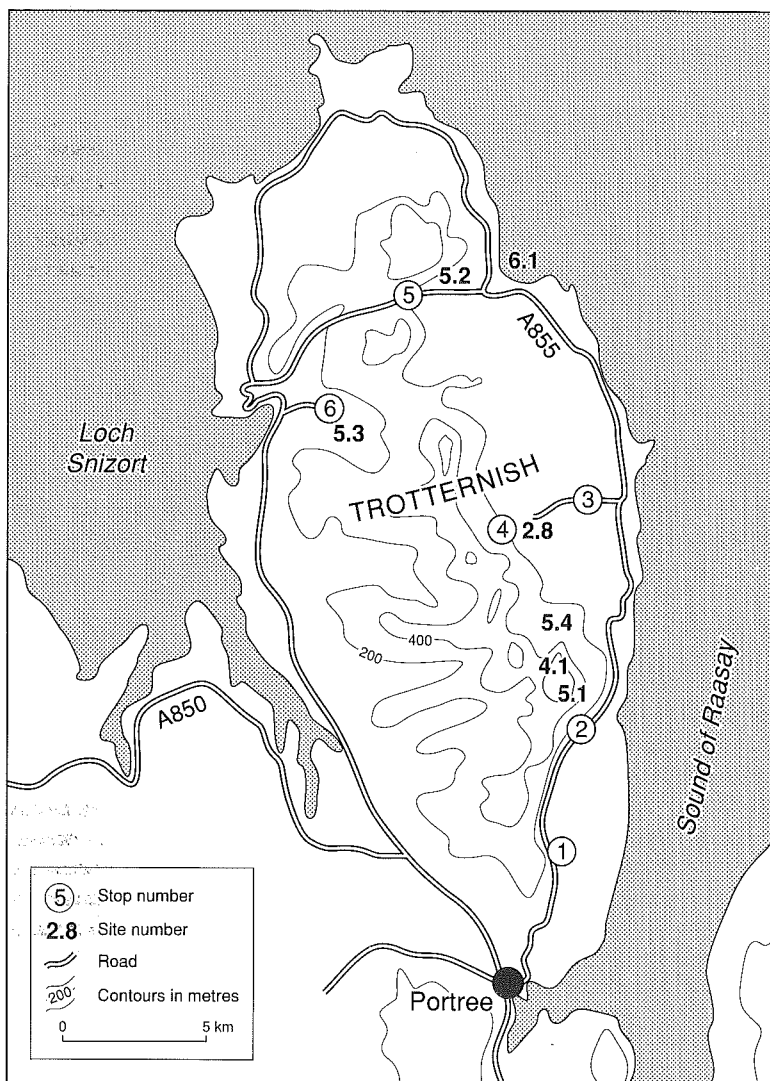 6.1
5.2
5
A855
6
5.3
Loch
Snizort
TROTTERNISH
3
4
2.8
5.4
400
200
4.1
5.1
A850
2
Sound of Raasay
1
5 Stop number
2.8 Site number
Road
200 Contours in metres
0 5 km
Portree